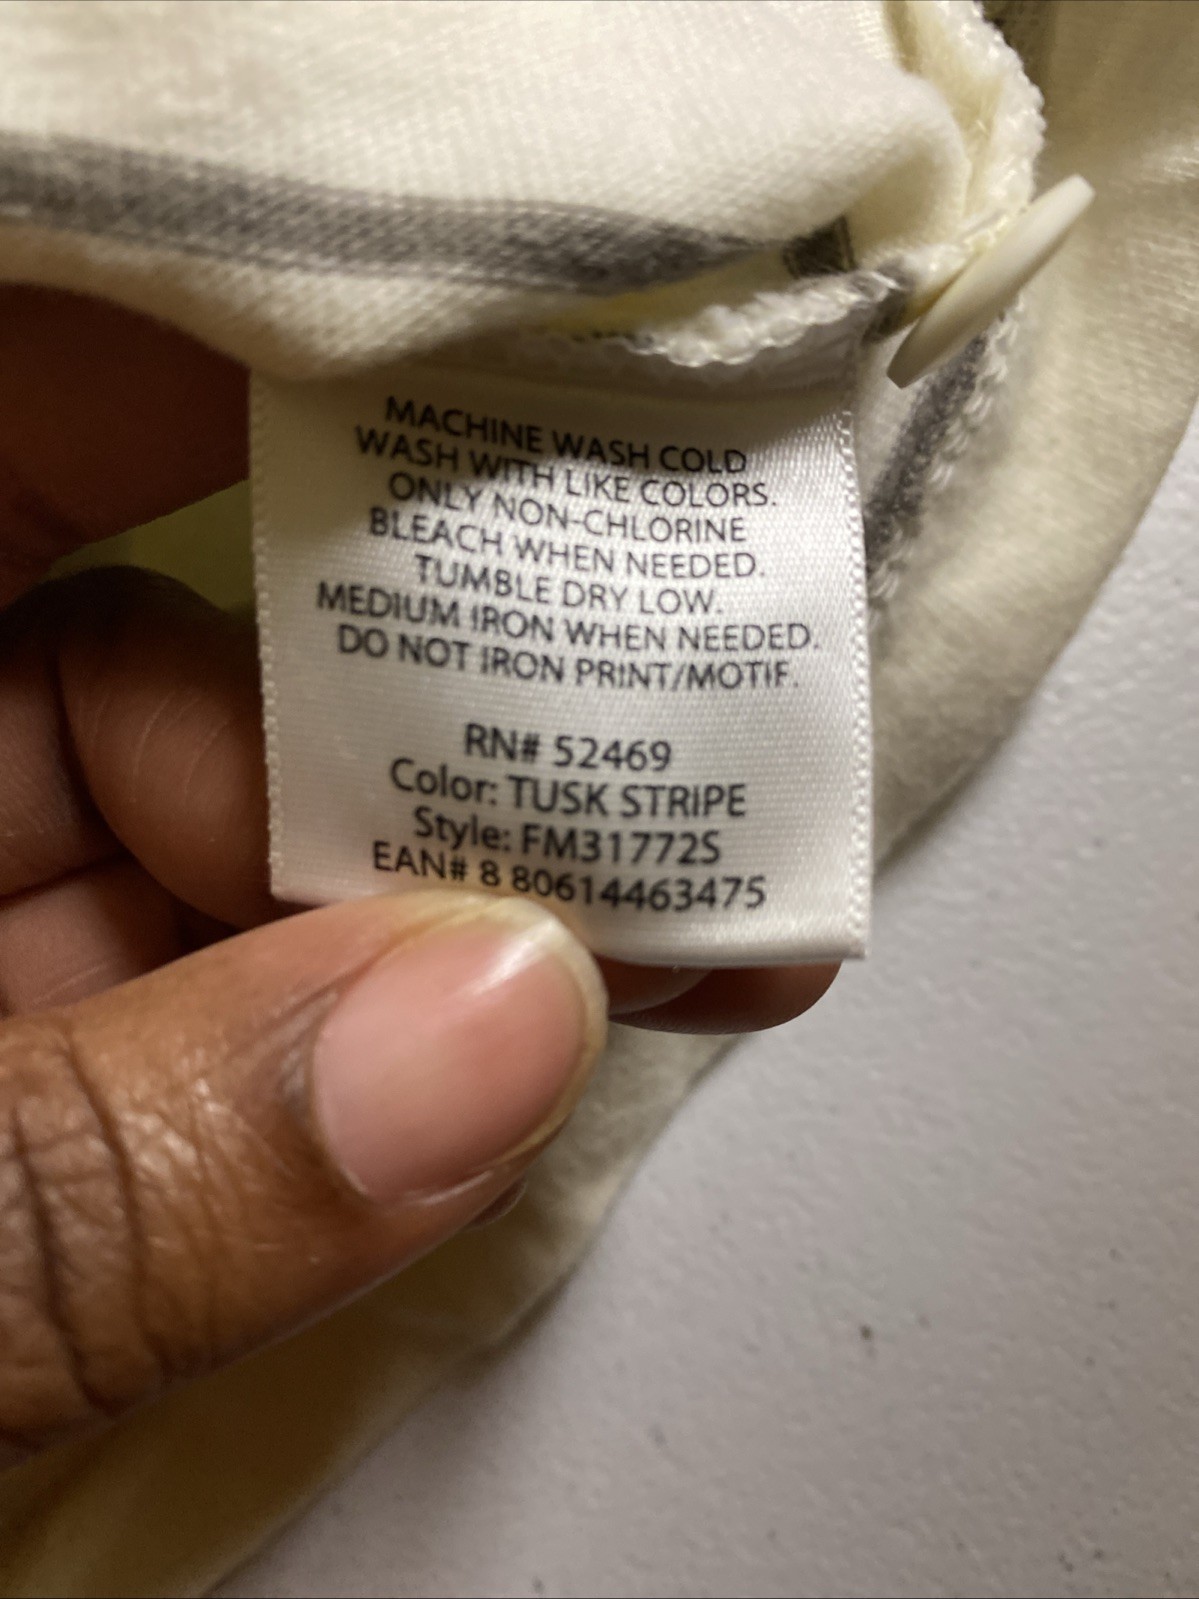 MACHINE WASH COLD
WASH WITH LIKE COLORS.
ONLY NON-CHLORINE
BLEACH WHEN NEEDED.
TUMBLE DRY LOW.
MEDIUM IRON WHEN NEEDED.
DO NOT IRON PRINT/MOTIF.
RN# 52469
Color: TUSK STRIPE
Style: FM31772S
EAN# 8 80614463475